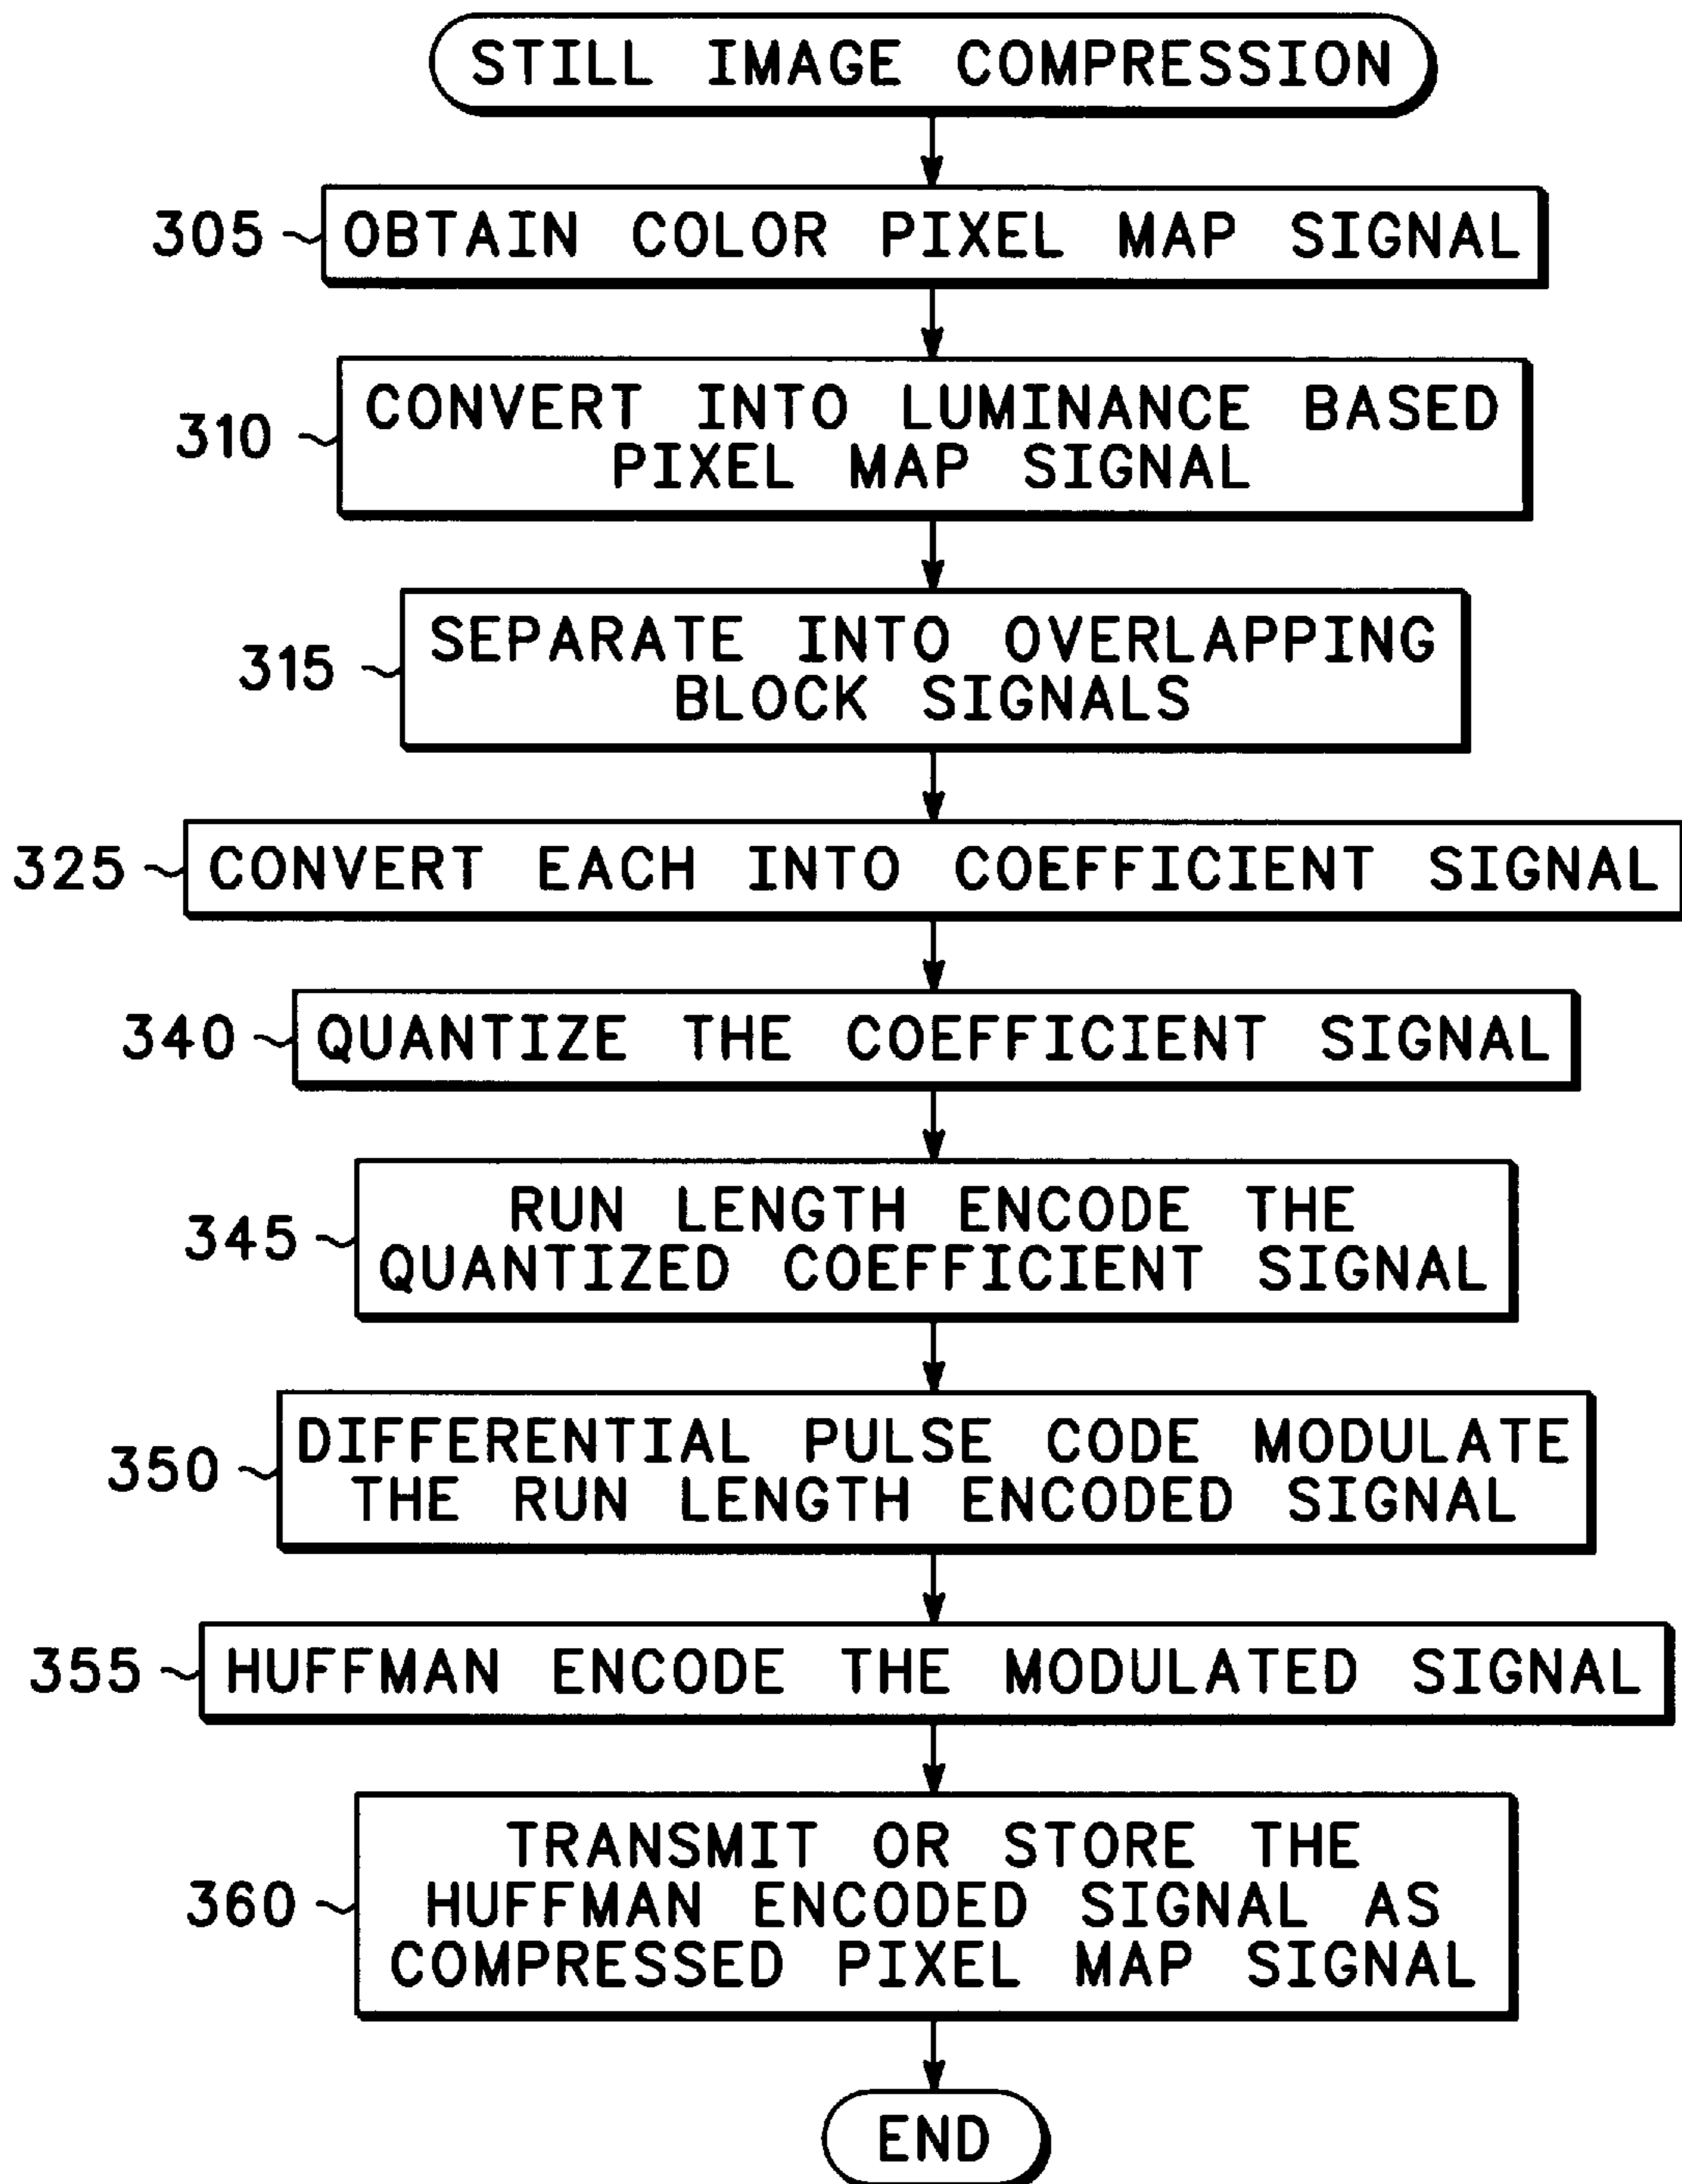 STILL IMAGE COMPRESSION
305 OBTAIN COLOR PIXEL MAP SIGNAL
310 CONVERT INTO LUMINANCE BASED
PIXEL MAP SIGNAL
315 SEPARATE INTO OVERLAPPING
BLOCK SIGNALS
325 CONVERT EACH INTO COEFFICIENT SIGNAL
340 QUANTIZE THE COEFFICIENT SIGNAL
345 RUN LENGTH ENCODE THE
QUANTIZED COEFFICIENT SIGNAL
350 DIFFERENTIAL PULSE CODE MODULATE
THE RUN LENGTH ENCODED SIGNAL
355 HUFFMAN ENCODE THE MODULATED SIGNAL
360 TRANSMIT OR STORE THE
HUFFMAN ENCODED SIGNAL AS
COMPRESSED PIXEL MAP SIGNAL
END